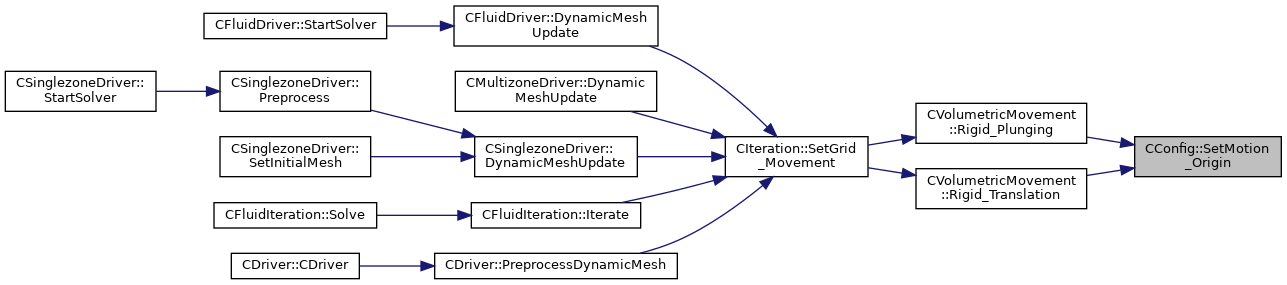 CFluidDriver::StartSolver
CFluidDriver::DynamicMesh
Update
CSinglezoneDriver::
StartSolver
CSinglezoneDriver::
Preprocess
CMultizoneDriver::Dynamic
MeshUpdate
CSinglezoneDriver::
SetInitialMesh
CSinglezoneDriver::
DynamicMeshUpdate
CIteration::SetGrid
_Movement
CVolumetricMovement
::Rigid_Plunging
CVolumetricMovement
::Rigid_Translation
CConfig::SetMotion
_Origin
CFluidIteration::Solve
CFluidIteration::Iterate
CDriver::CDriver
CDriver::PreprocessDynamicMesh